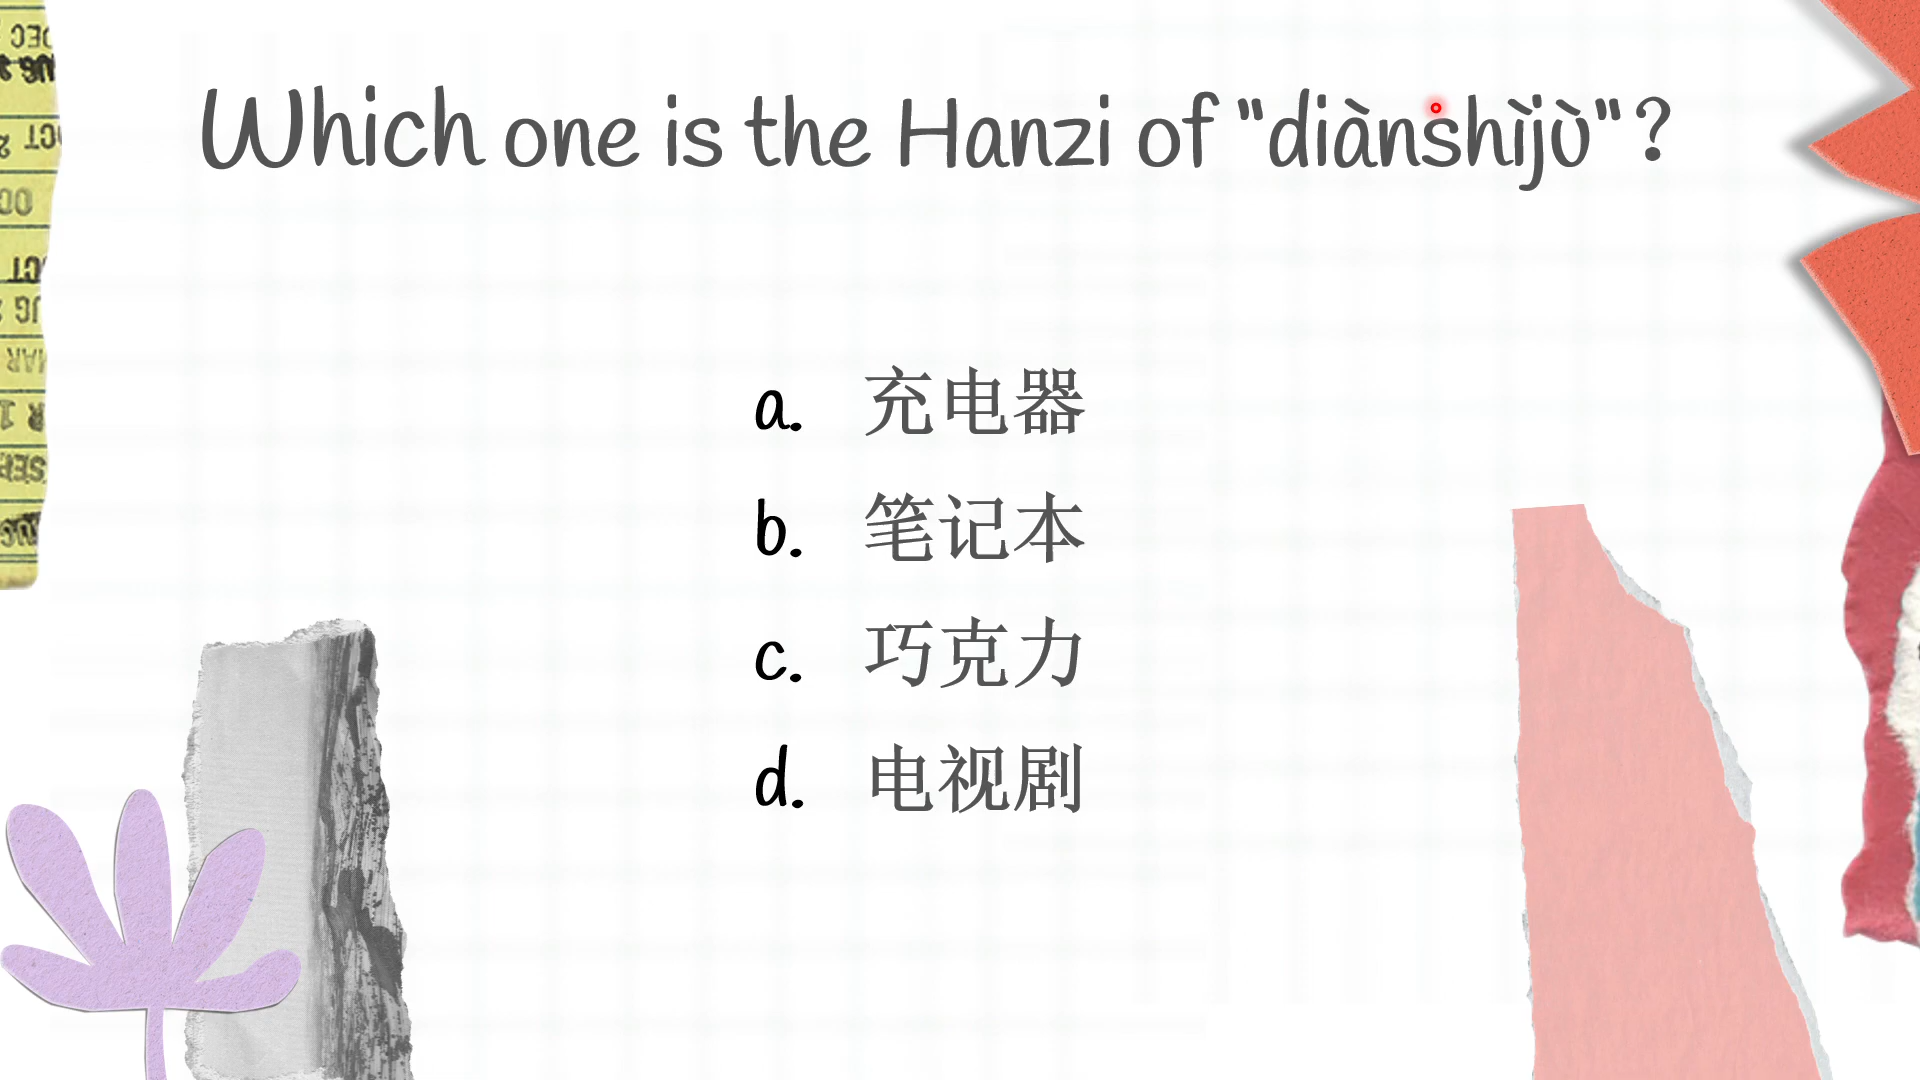 Which one is the Hanzi of "diànshìjù"?
a. 充电器
b. 笔记本
c. 巧克力
d. 电视剧